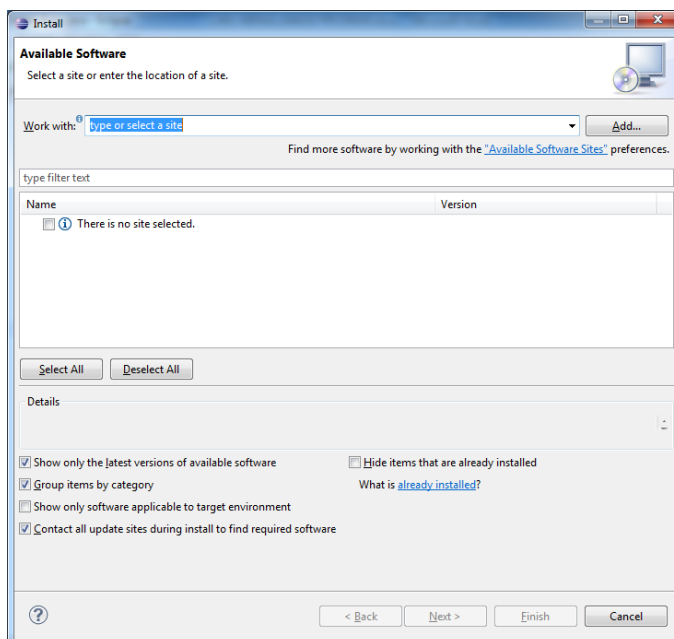 Install
Available Software
Select a site or enter the location of a site.
Work with: type or select a site Add...
Find more software by working with the "Available Software Sites" preferences.
type filter text
Name Version
There is no site selected.
Select All Deselect All
Details
Show only the latest versions of available software Hide items that are already installed
Group items by category What is already installed?
Show only software applicable to target environment
Contact all update sites during install to find required software
? < Back Next > Finish Cancel